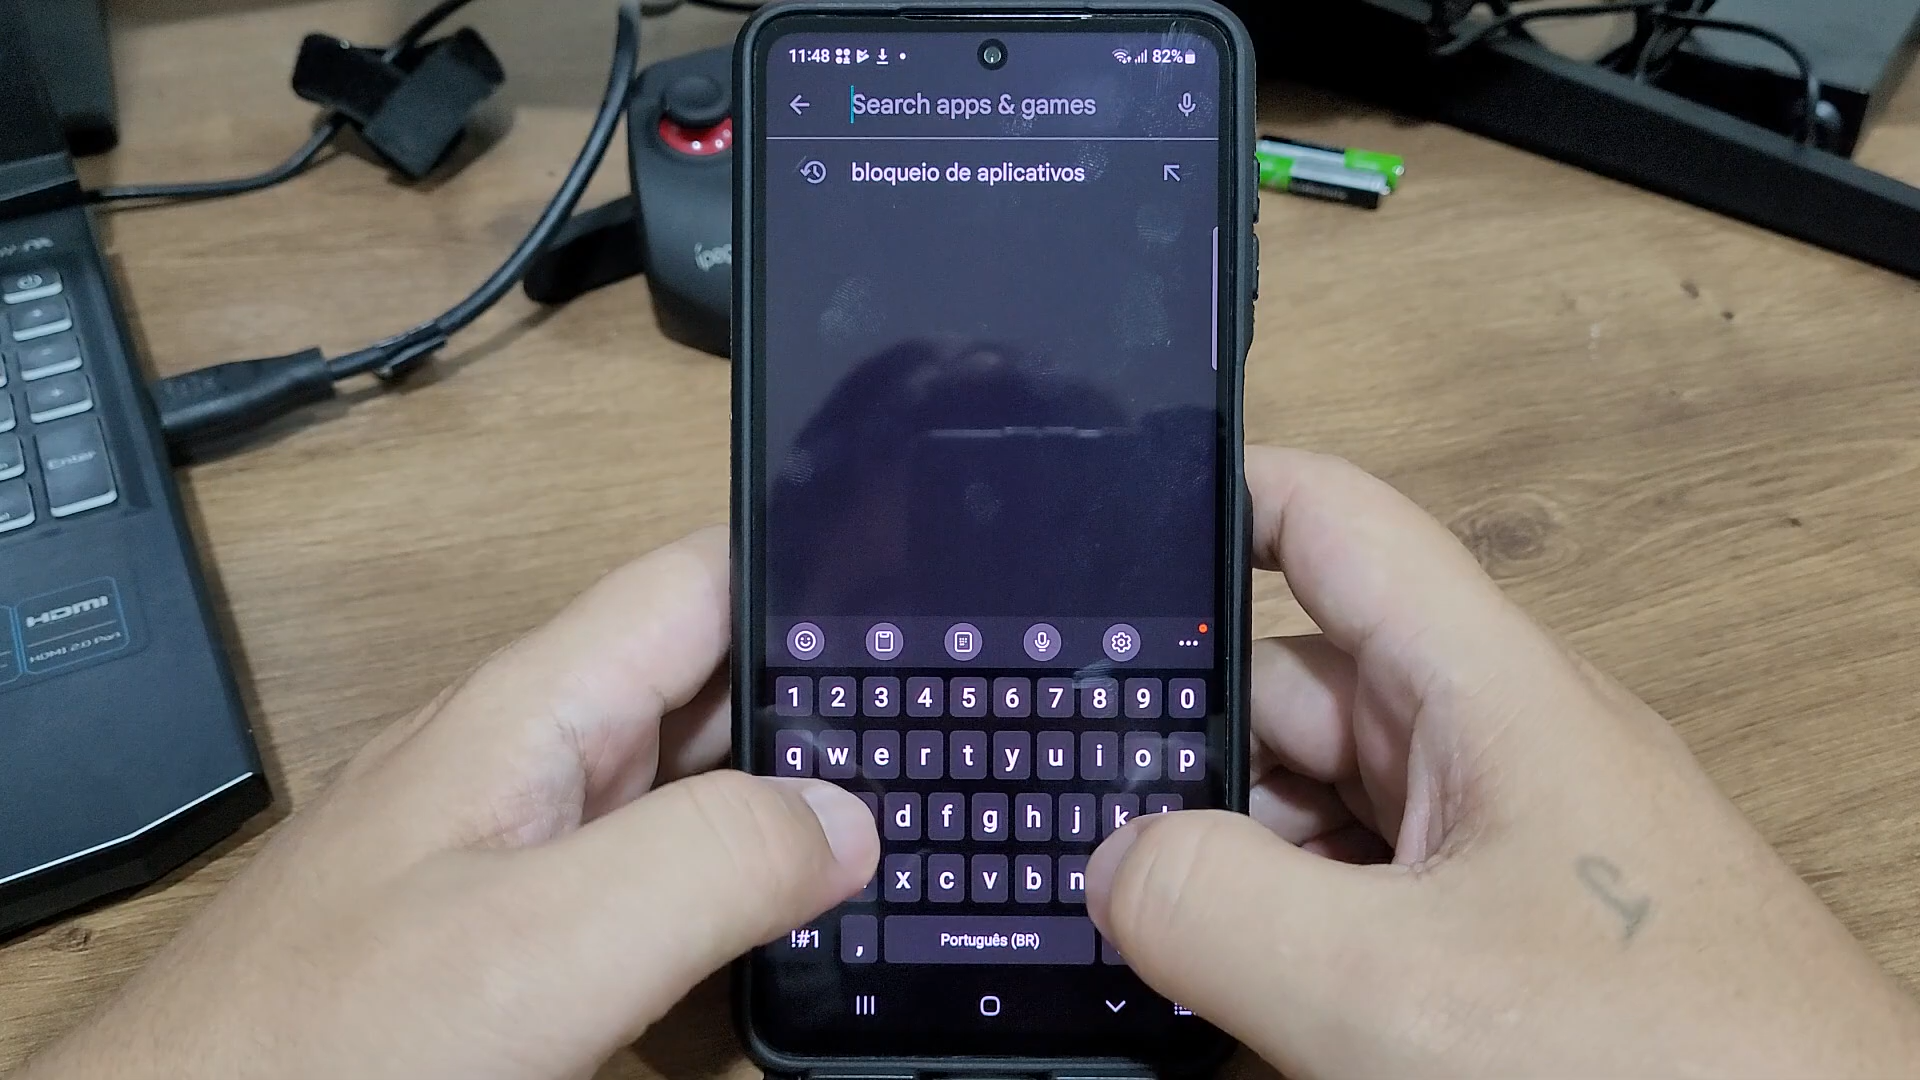 11:48
82%
Search apps & games
bloqueio de aplicativos
1 2 3 4 5 6 7 8 9 0
q w e r t y u i o p
d f g h j k
x c v b n
!#1 , Português (BR)
Enter
HDMI
HDMI 2.0 Port